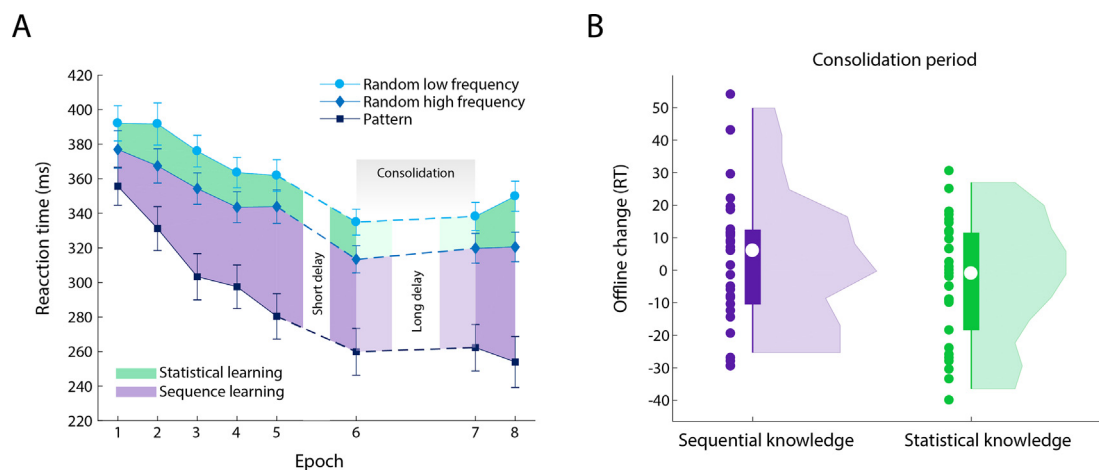 A
420
400
380
360
340
320
300
280
260
240
220
Reaction time (ms)
Random low frequency
Random high frequency
Pattern
Consolidation
Short delay
Long delay
Statistical learning
Sequence learning
1 2 3 4 5 6 7 8
Epoch
B
Consolidation period
50
30
20
10
0
-10
-20
-30
-40
Offline change (RT)
Sequential knowledge
Statistical knowledge